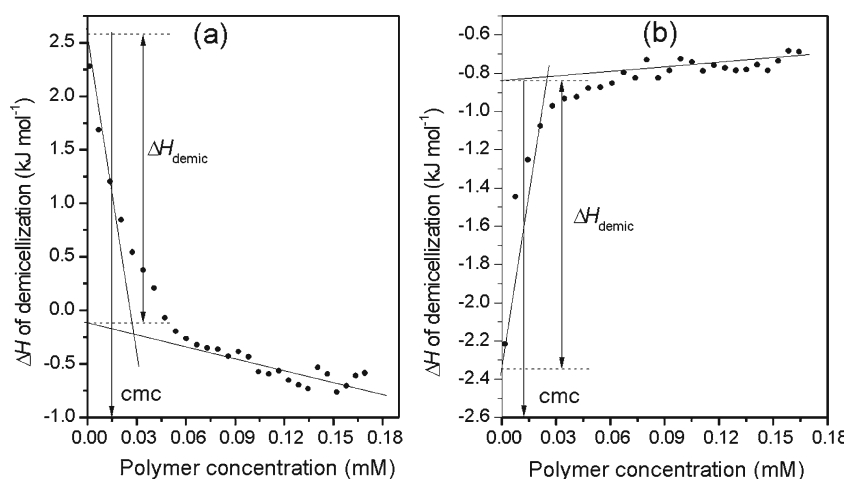 (a)
ΔH of demicellization (kJ mol⁻¹)
2.5
2.0
1.5
1.0
0.5
0.0
-0.5
-1.0
ΔH_demic
cmc
0.00 0.03 0.06 0.09 0.12 0.15 0.18
Polymer concentration (mM)
(b)
ΔH of demicellization (kJ mol⁻¹)
-0.6
-0.8
-1.0
-1.2
-1.4
-1.6
-1.8
-2.0
-2.2
-2.4
-2.6
ΔH_demic
cmc
0.00 0.03 0.06 0.09 0.12 0.15 0.18
Polymer concentration (mM)